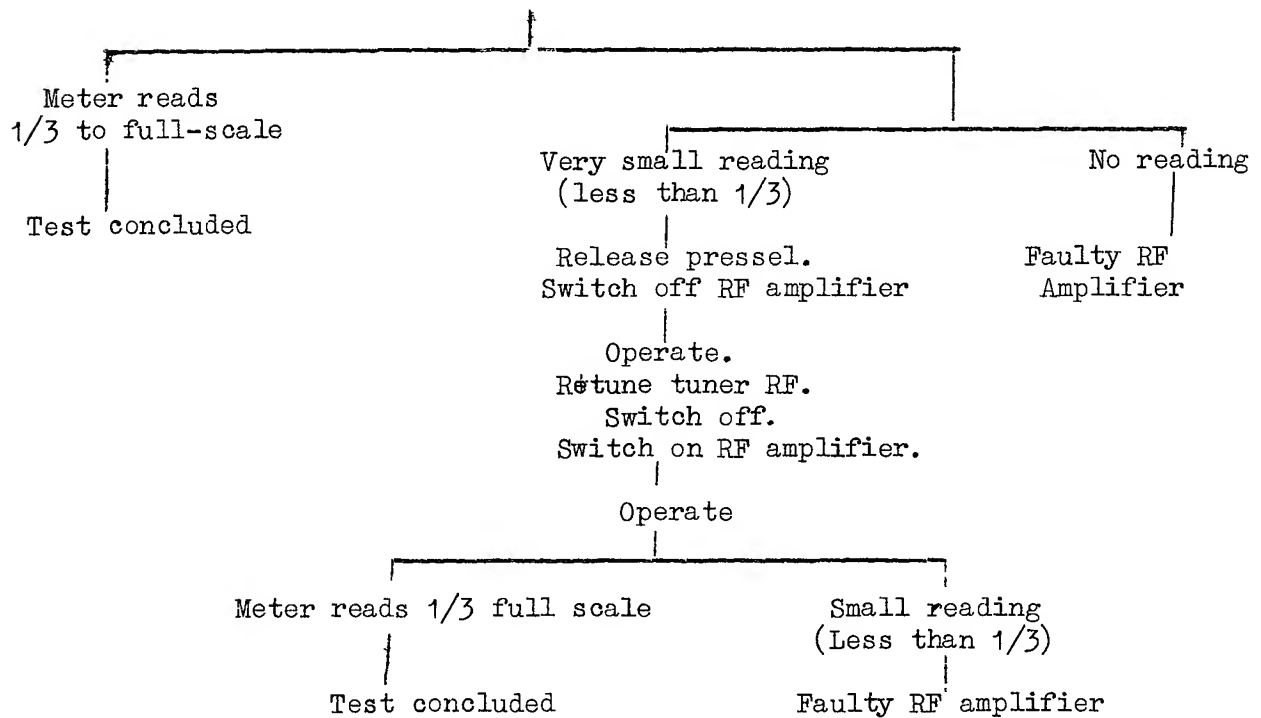 Meter reads
1/3 to full-scale
Test concluded
Very small reading
(less than 1/3)
Release pressel.
Switch off RF amplifier
Operate.
Retune tuner RF.
Switch off.
Switch on RF amplifier.
Operate
Meter reads 1/3 full scale
Test concluded
Small reading
(Less than 1/3)
Faulty RF amplifier
No reading
Faulty RF
Amplifier